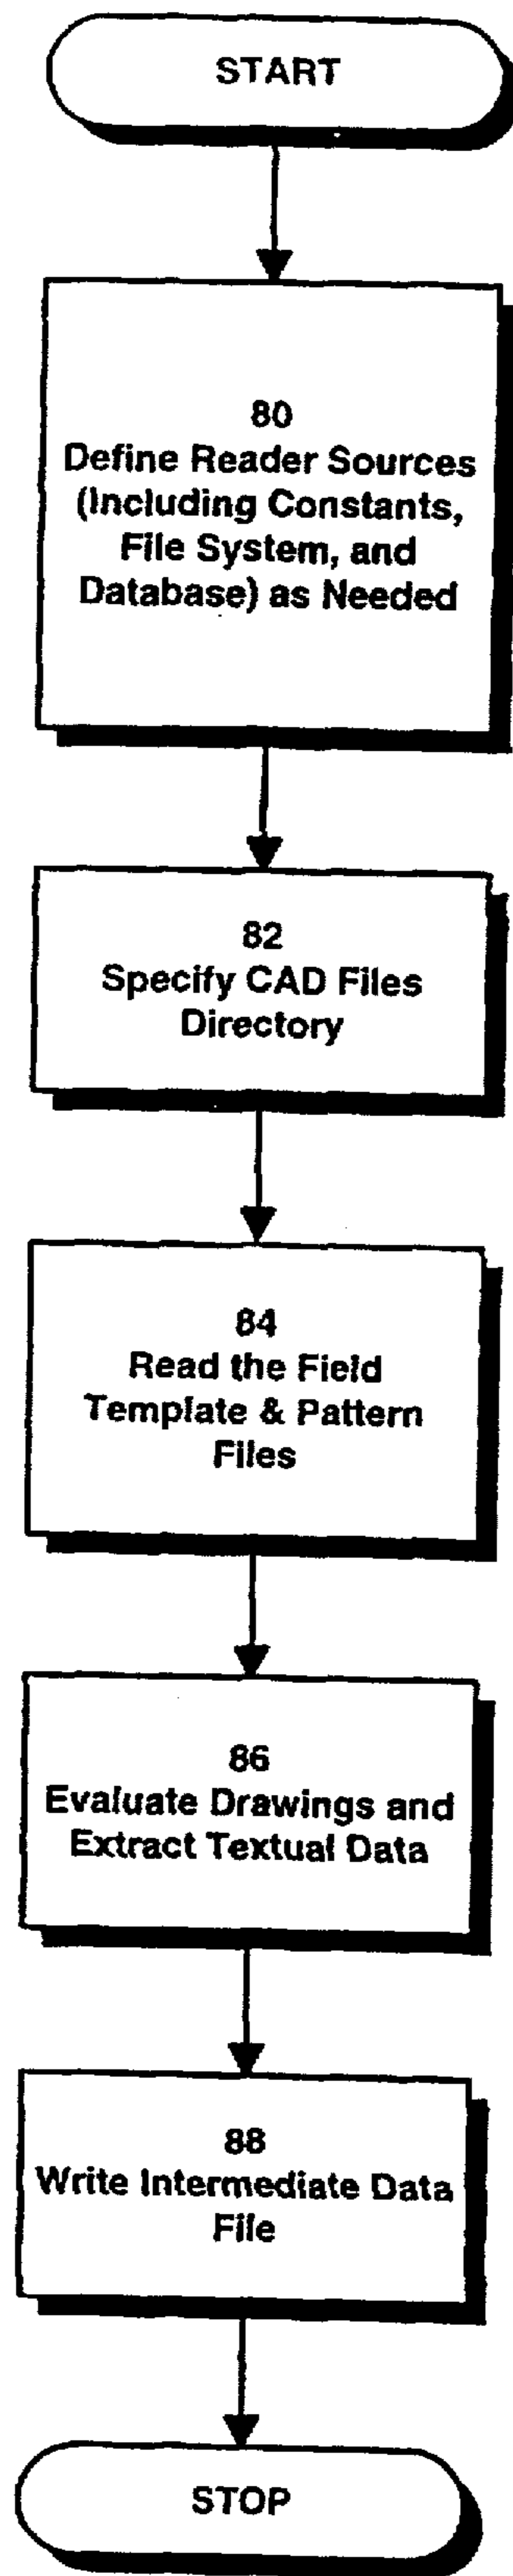 START
80
Define Reader Sources
(Including Constants,
File System, and
Database) as Needed
82
Specify CAD Files
Directory
84
Read the Field
Template & Pattern
Files
86
Evaluate Drawings and
Extract Textual Data
88
Write Intermediate Data
File
STOP